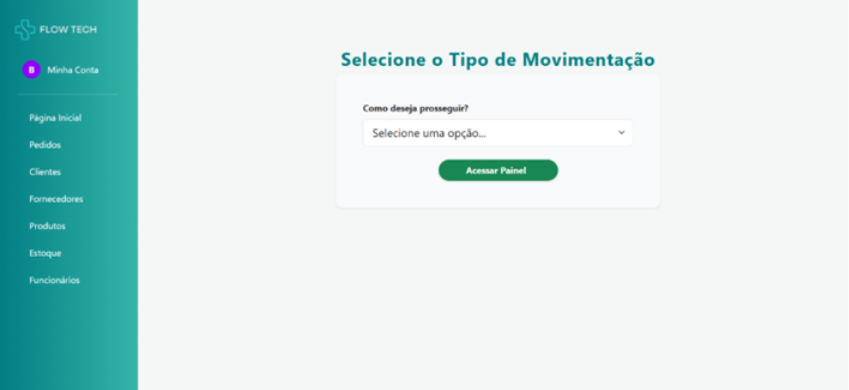 FLOW TECH
B Minha Conta
Página Inicial
Pedidos
Clientes
Fornecedores
Produtos
Estoque
Funcionários
Selecione o Tipo de Movimentação
Como deseja prosseguir?
Selecione uma opção...
Acessar Painel